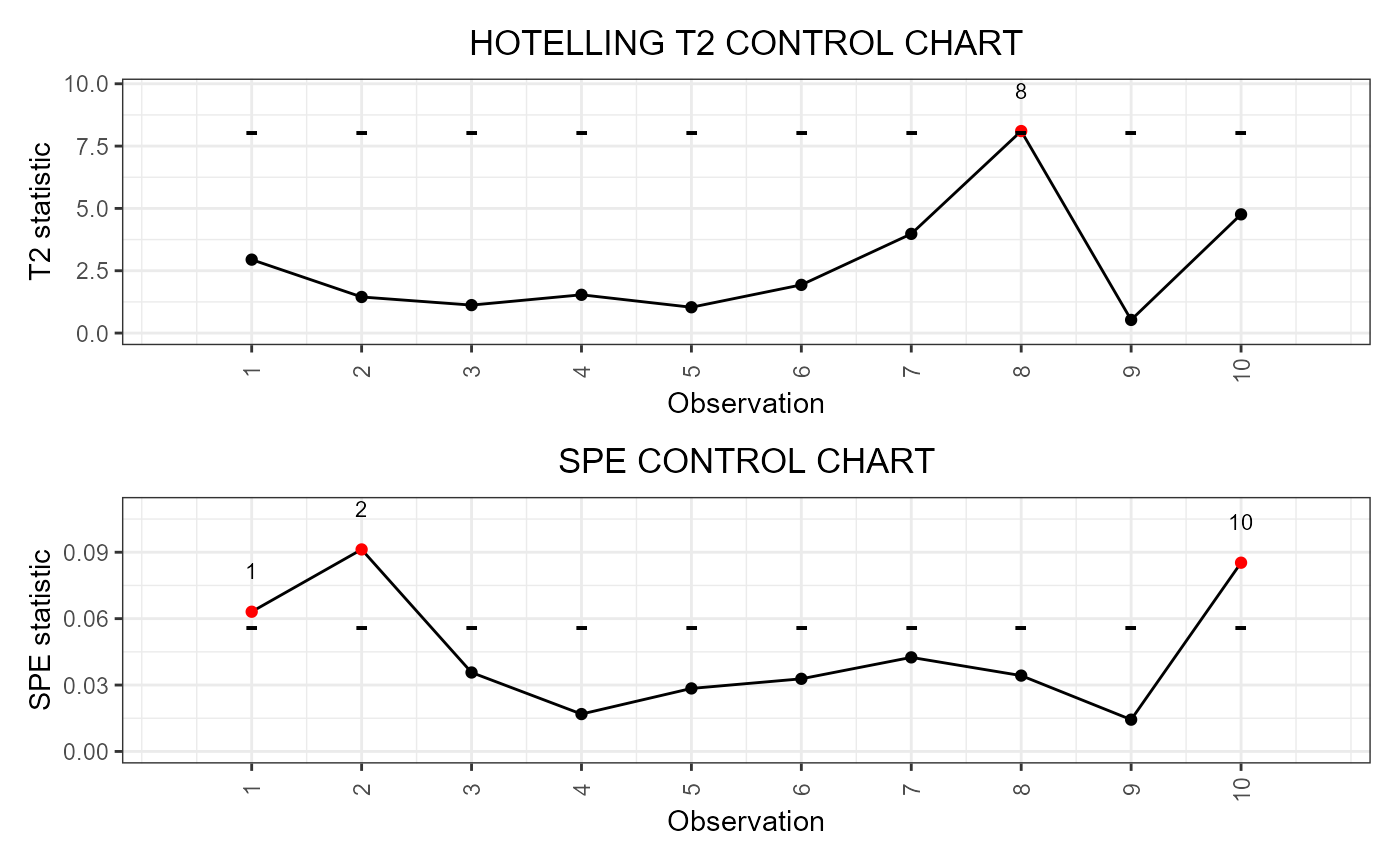 HOTELLING T2 CONTROL CHART
10.0
7.5
5.0
2.5
0.0
T2 statistic
8
1 2 3 4 5 6 7 8 9 10
Observation
SPE CONTROL CHART
0.09
0.06
0.03
0.00
SPE statistic
1
2
10
1 2 3 4 5 6 7 8 9 10
Observation